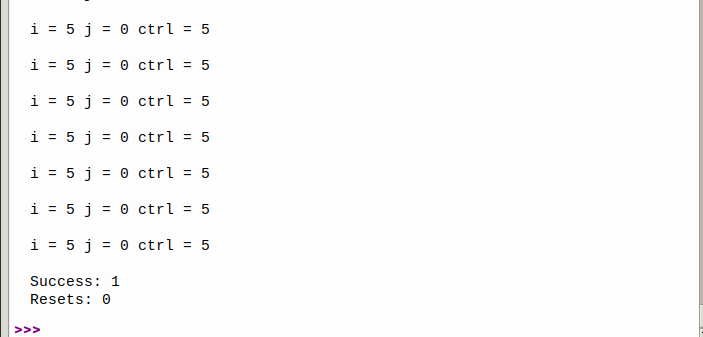 i = 5 j = 0 ctrl = 5
i = 5 j = 0 ctrl = 5
i = 5 j = 0 ctrl = 5
i = 5 j = 0 ctrl = 5
i = 5 j = 0 ctrl = 5
i = 5 j = 0 ctrl = 5
i = 5 j = 0 ctrl = 5
Success: 1
Resets: 0
>>>